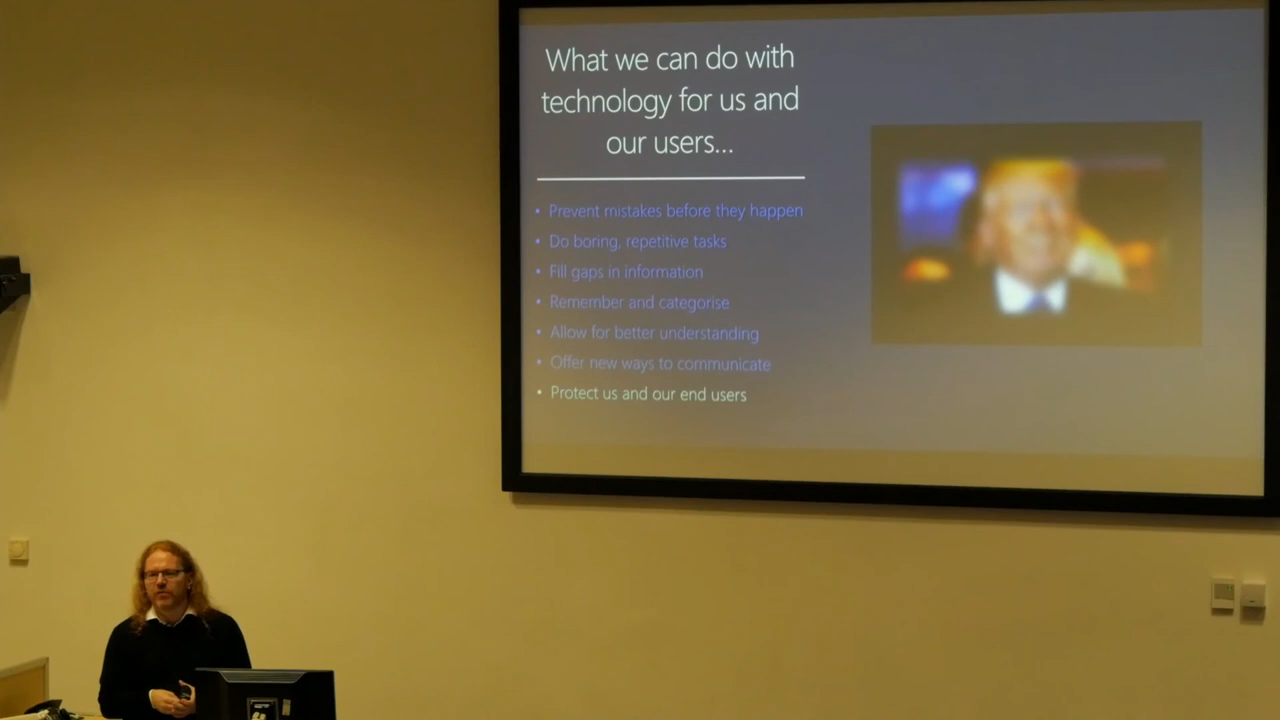 What we can do with
technology for us and
our users...
• Prevent mistakes before they happen
• Do boring, repetitive tasks
• Fill gaps in information
• Remember and categorise
• Allow for better understanding
• Offer new ways to communicate
• Protect us and our end users